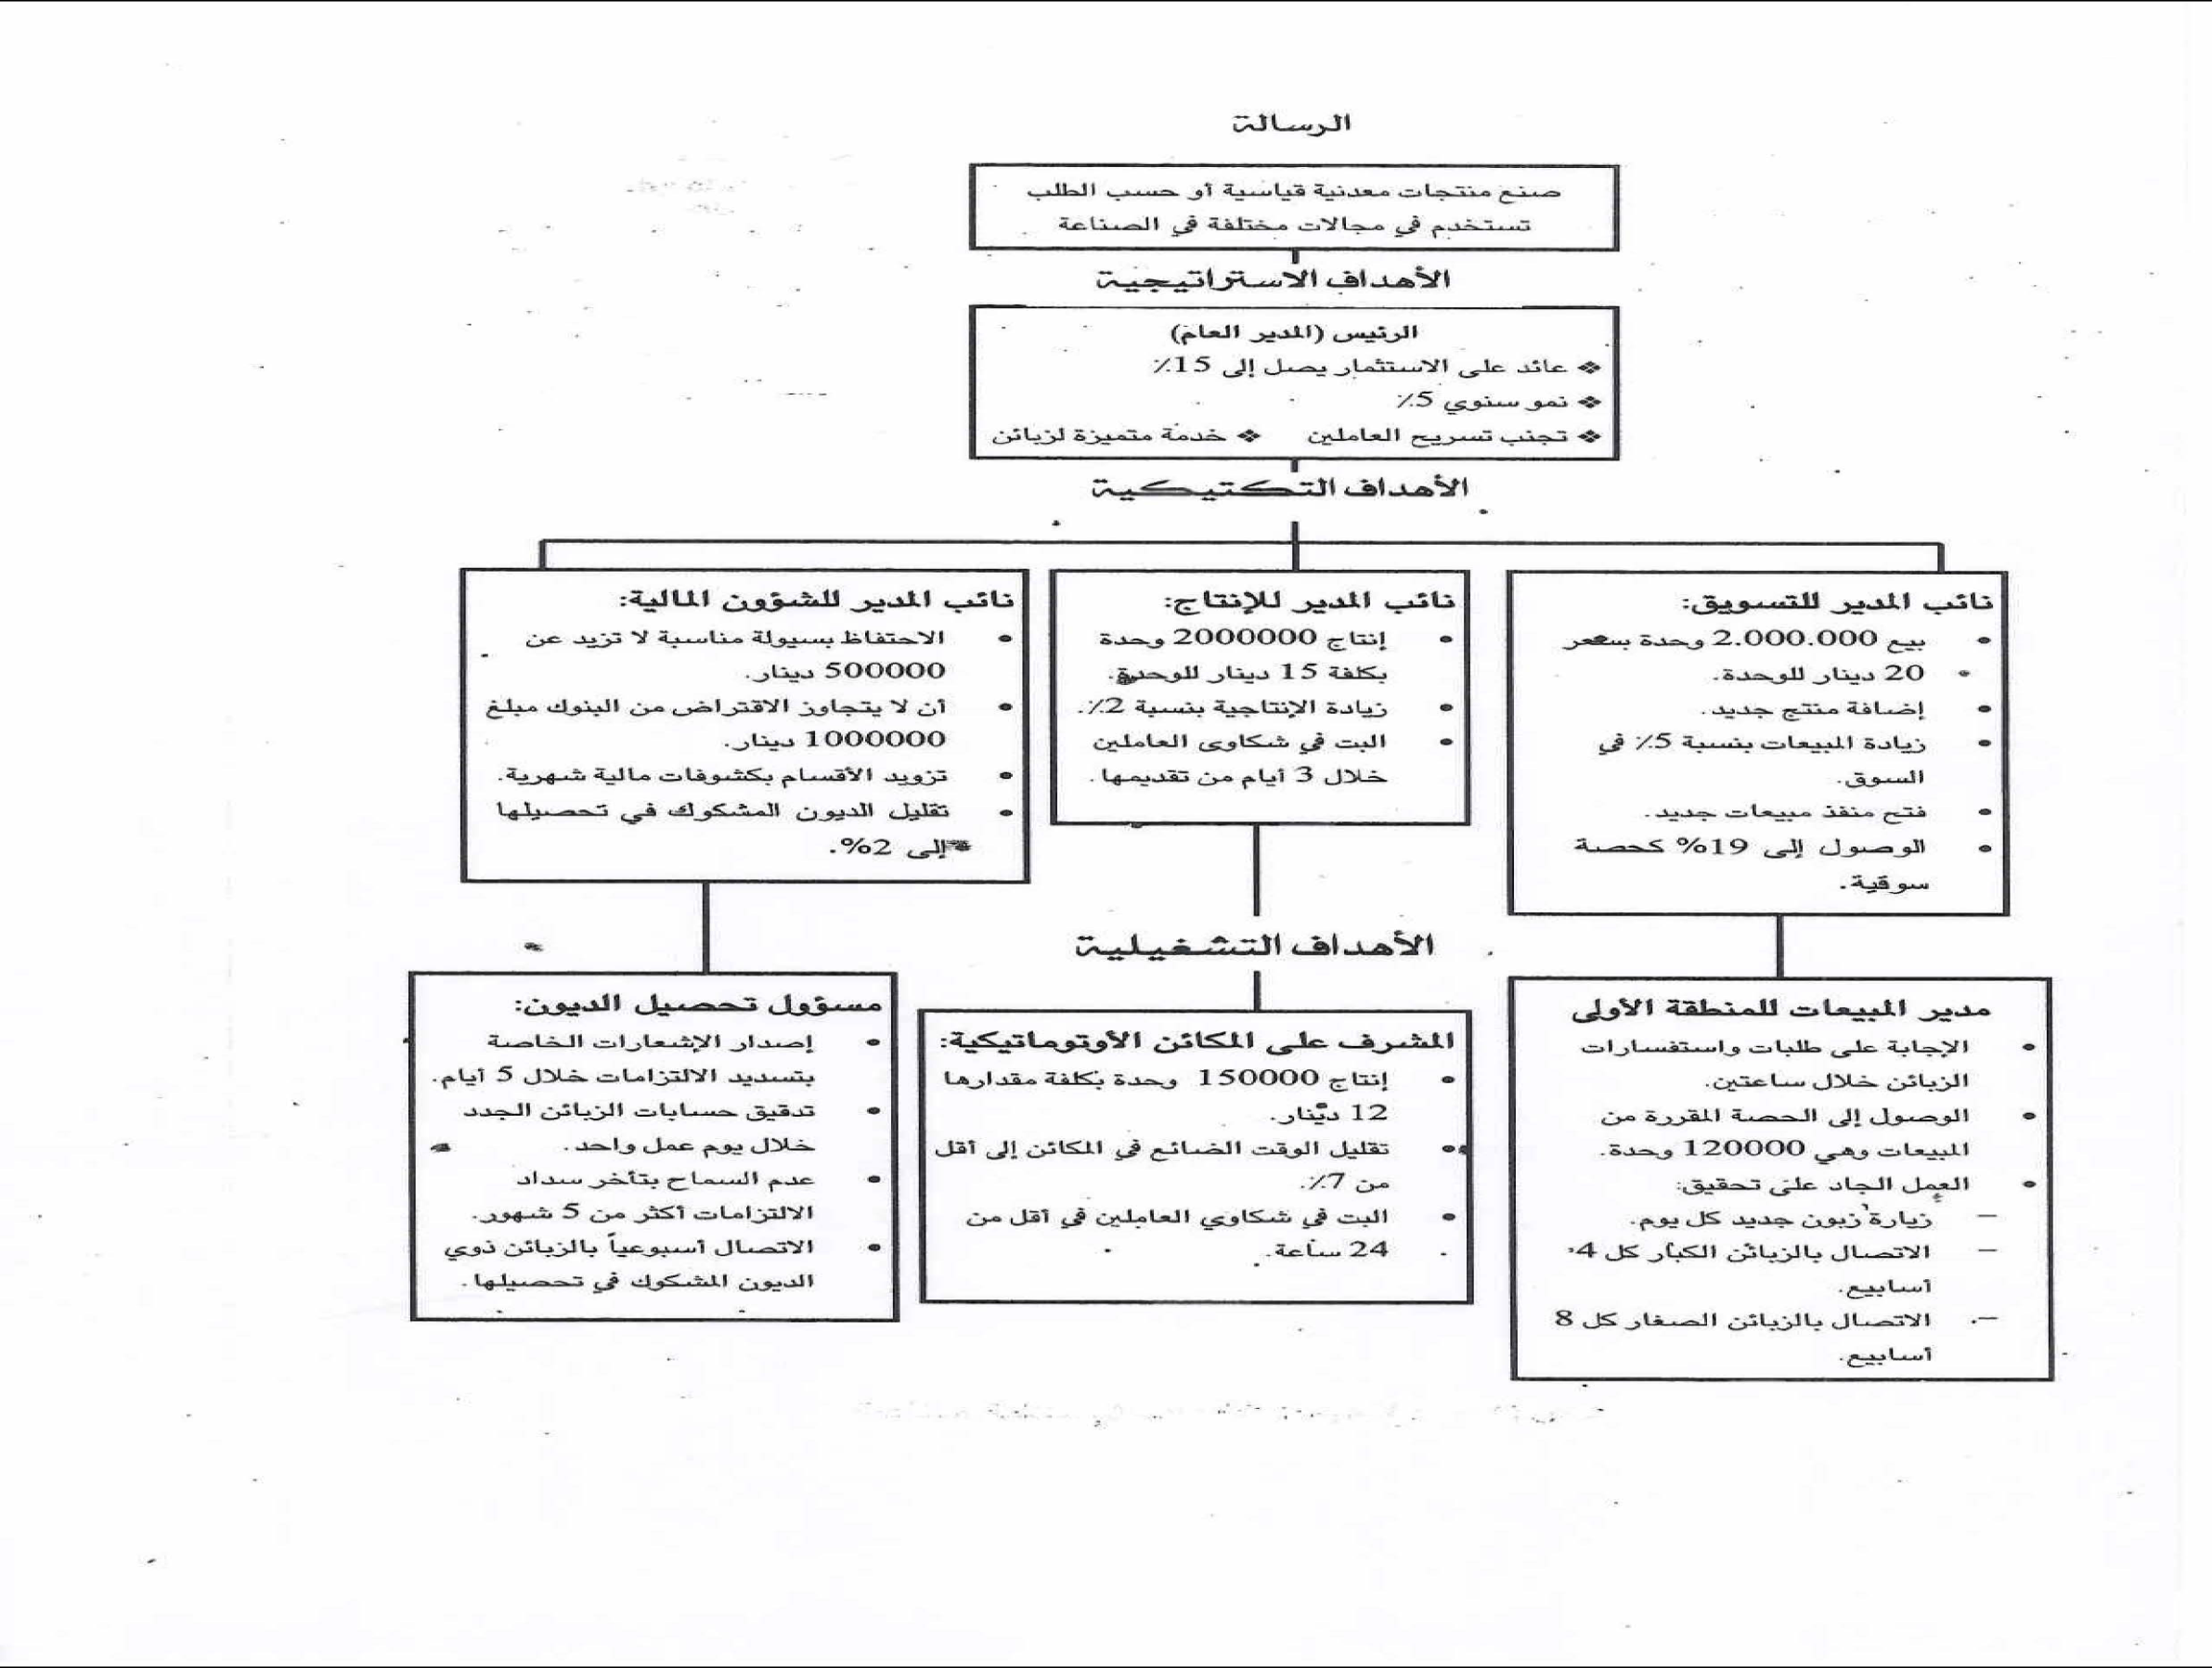 الرسالة
صنع منتجات معدنية قياسية أو حسب الطلب
تستخدم في مجالات مختلفة في الصناعة
الأهداف الاستراتيجية
الرئيس (المدير العام)
❖ عائد على الاستثمار يصل إلى 15٪
❖ نمو سنوي 5٪
❖ تجنب تسريح العاملين ❖ خدمة متميزة لزبائن
الأهداف التكتيكية
نائب المدير للتسويق:
• بيع 2.000.000 وحدة بسعر
• 20 دينار للوحدة.
• إضافة منتج جديد.
• زيادة المبيعات بنسبة 5٪ في
السوق.
• فتح منفذ مبيعات جديد.
• الوصول إلى 19% كحصة
سوقية.
نائب المدير للإنتاج:
• إنتاج 2000000 وحدة
بكلفة 15 دينار للوحدة.
• زيادة الإنتاجية بنسبة 2٪.
• البت في شكاوى العاملين
خلال 3 أيام من تقديمها.
نائب المدير للشؤون المالية:
• الاحتفاظ بسيولة مناسبة لا تزيد عن
500000 دينار.
• أن لا يتجاوز الاقتراض من البنوك مبلغ
1000000 دينار.
• تزويد الأقسام بكشوفات مالية شهرية.
• تقليل الديون المشكوك في تحصيلها
إلى 2%.
الأهداف التشغيلية
مدير المبيعات للمنطقة الأولى
• الإجابة على طلبات واستفسارات
الزبائن خلال ساعتين.
• الوصول إلى الحصة المقررة من
المبيعات وهي 120000 وحدة.
• العمل الجاد على تحقيق:
– زيارة زبون جديد كل يوم.
– الاتصال بالزبائن الكبار كل 4
أسابيع.
– الاتصال بالزبائن الصغار كل 8
أسابيع.
المشرف على المكائن الأوتوماتيكية:
• إنتاج 150000 وحدة بكلفة مقدارها
12 دينار.
• تقليل الوقت الضائع في المكائن إلى أقل
من 7٪.
• البت في شكاوي العاملين في أقل من
24 ساعة.
مسؤول تحصيل الديون:
• إصدار الإشعارات الخاصة
بتسديد الالتزامات خلال 5 أيام.
• تدقيق حسابات الزبائن الجدد
خلال يوم عمل واحد.
• عدم السماح بتأخر سداد
الالتزامات أكثر من 5 شهور.
• الاتصال أسبوعياً بالزبائن ذوي
الديون المشكوك في تحصيلها.